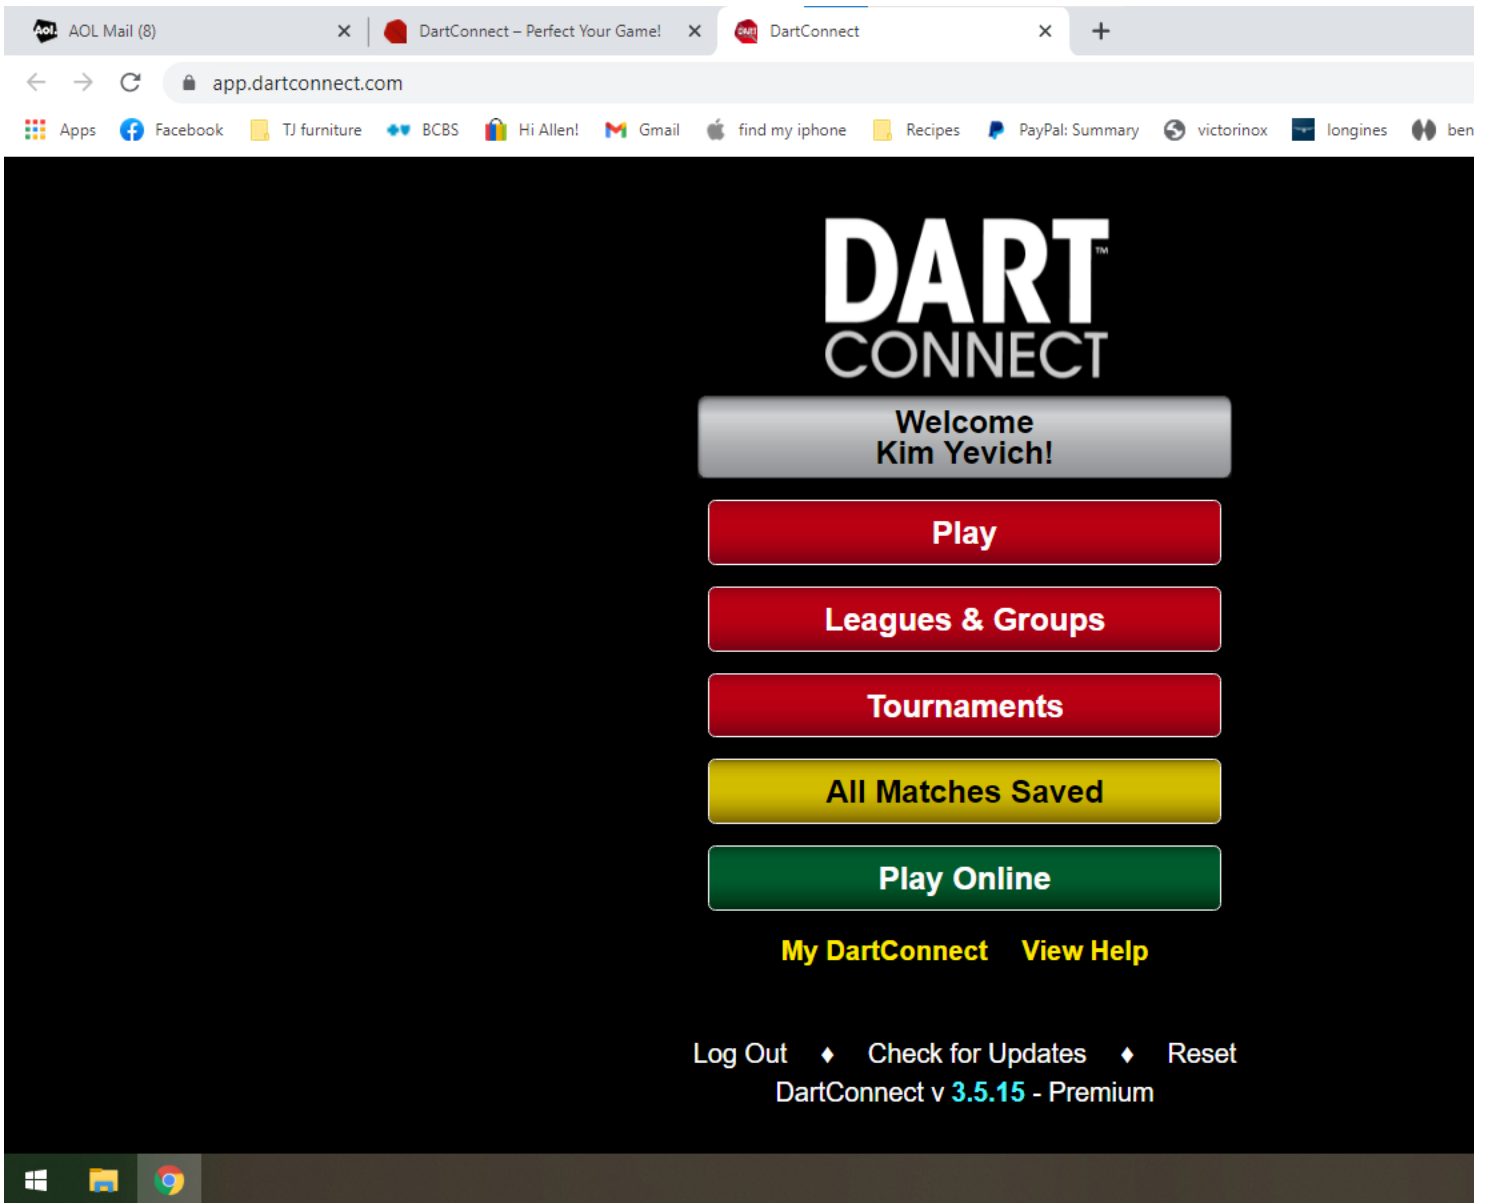 Aol. AOL Mail (8) DartConnect – Perfect Your Game! DART DartConnect
app.dartconnect.com
Apps Facebook TJ furniture BCBS Hi Allen! Gmail find my iphone Recipes PayPal: Summary victorinox longines ben
DART™
CONNECT
Welcome
Kim Yevich!
Play
Leagues & Groups
Tournaments
All Matches Saved
Play Online
My DartConnect View Help
Log Out ♦ Check for Updates ♦ Reset
DartConnect v 3.5.15 - Premium